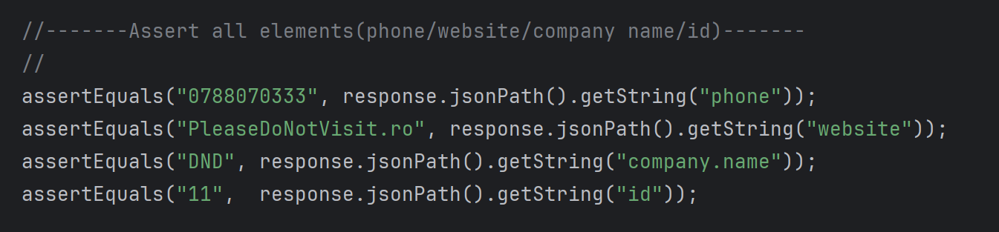 //-------Assert all elements(phone/website/company name/id)-------
//
assertEquals("0788070333", response.jsonPath().getString("phone"));
assertEquals("PleaseDoNotVisit.ro", response.jsonPath().getString("website"));
assertEquals("DND", response.jsonPath().getString("company.name"));
assertEquals("11",  response.jsonPath().getString("id"));